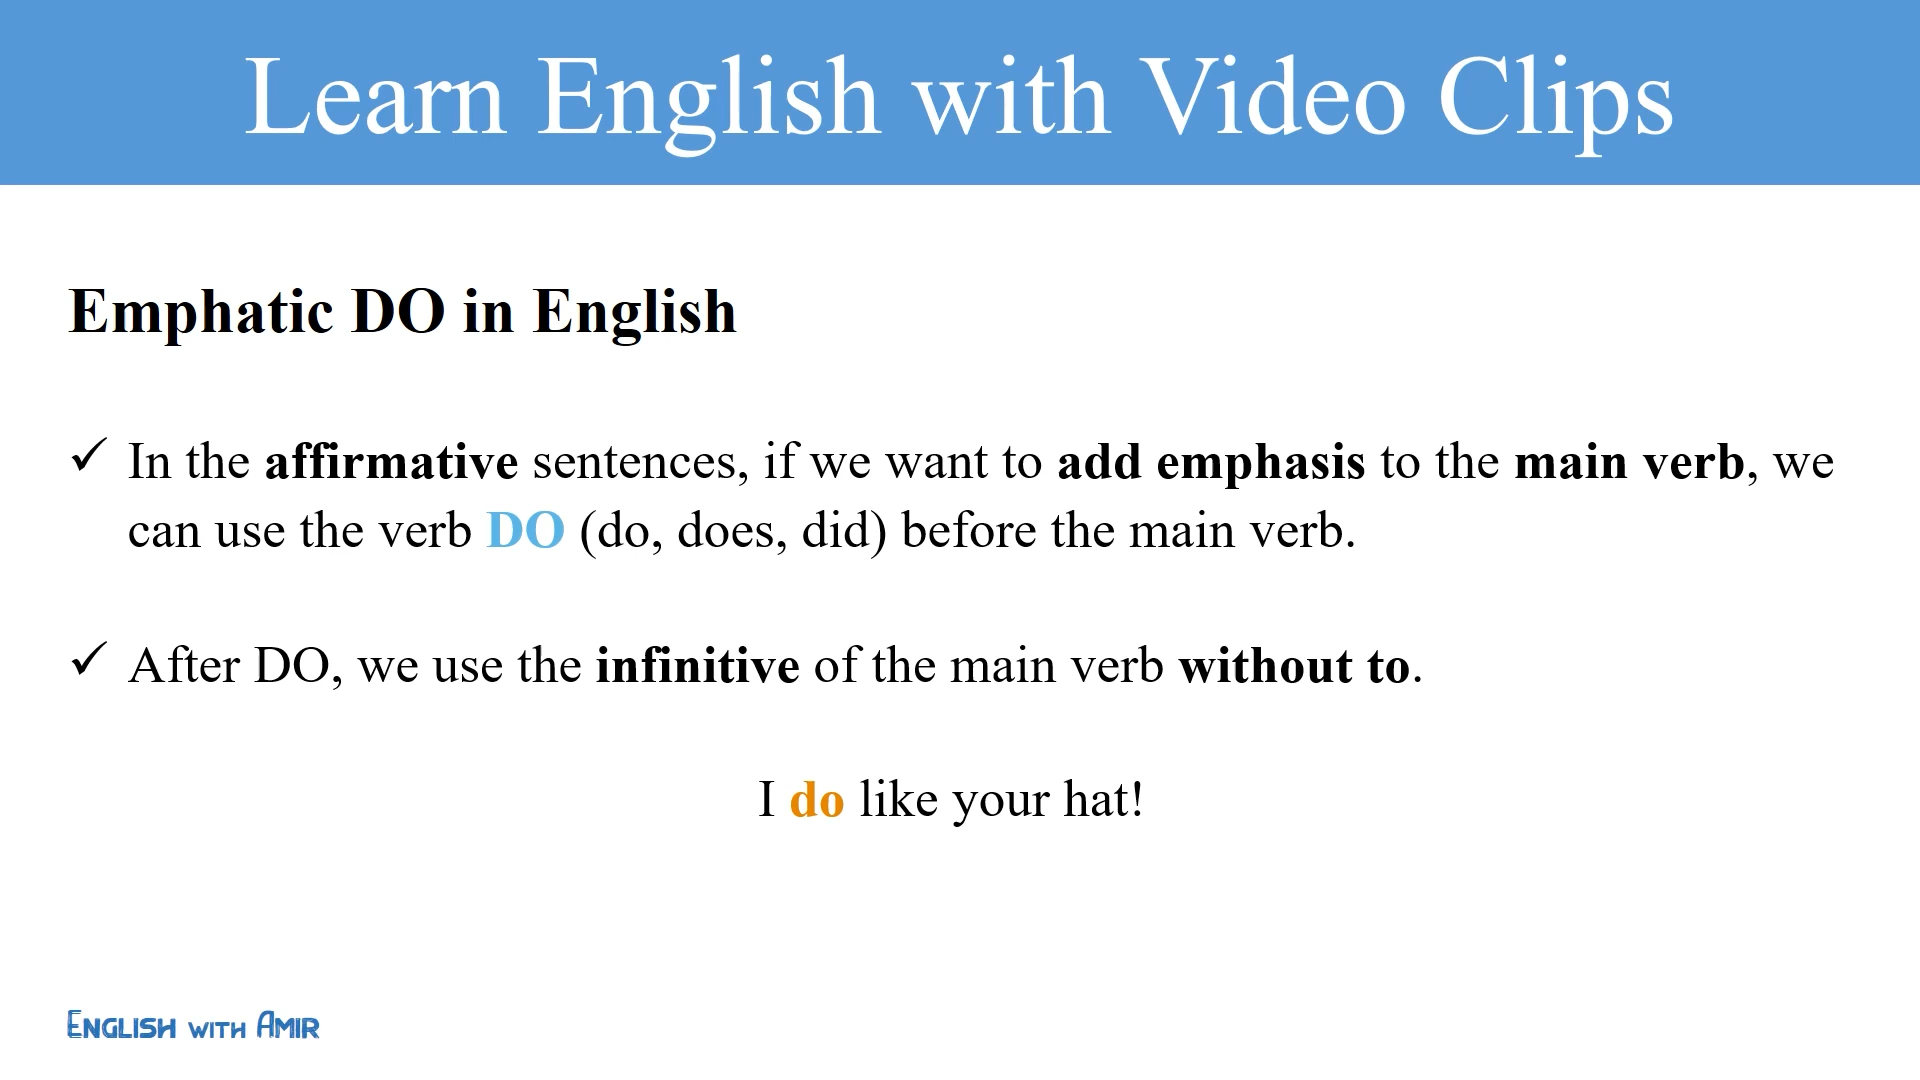 Learn English with Video Clips
Emphatic DO in English
✓ In the affirmative sentences, if we want to add emphasis to the main verb, we
can use the verb DO (do, does, did) before the main verb.
✓ After DO, we use the infinitive of the main verb without to.
I do like your hat!
ENGLISH WITH AMIR